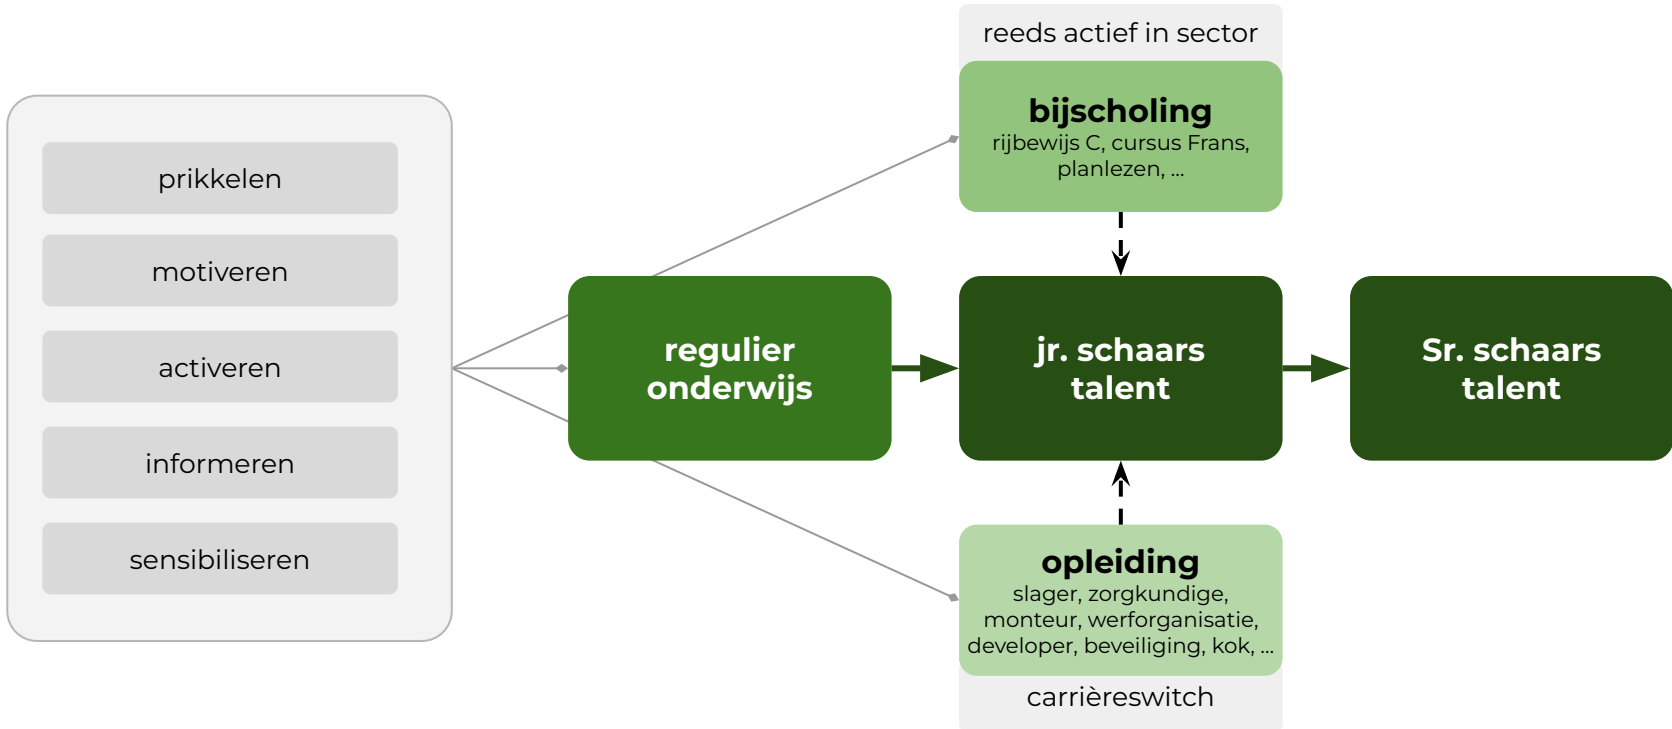 prikkelen
motiveren
activeren
informeren
sensibiliseren
regulier
onderwijs
reeds actief in sector
bijscholing
rijbewijs C, cursus Frans,
planlezen, ...
jr. schaars
talent
opleiding
slager, zorgkundige,
monteur, werforganisatie,
developer, beveiliging, kok, ...
carrièreswitch
Sr. schaars
talent